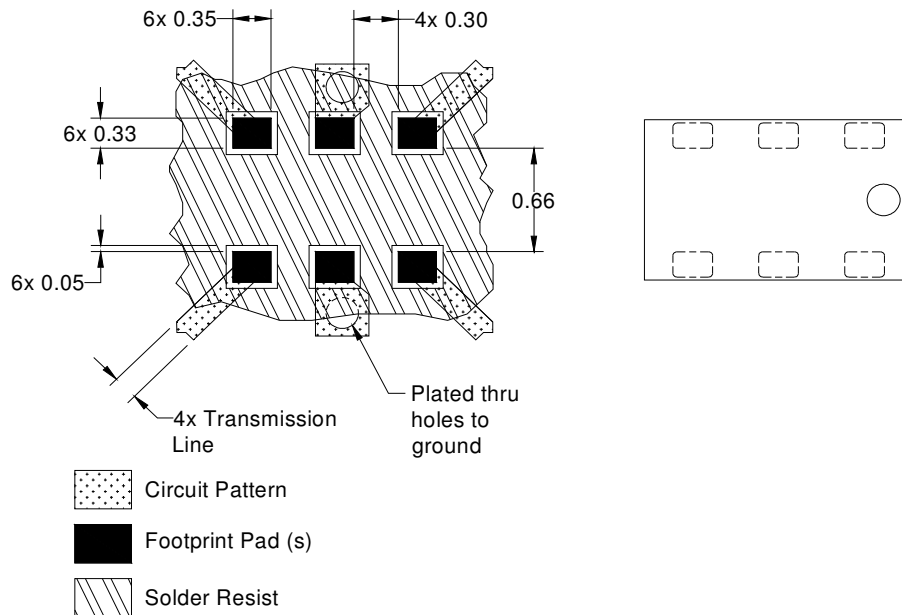 6x 0.35
4x 0.30
6x 0.33
0.66
6x 0.05
4x Transmission
Line
Plated thru
holes to
ground
Circuit Pattern
Footprint Pad (s)
Solder Resist